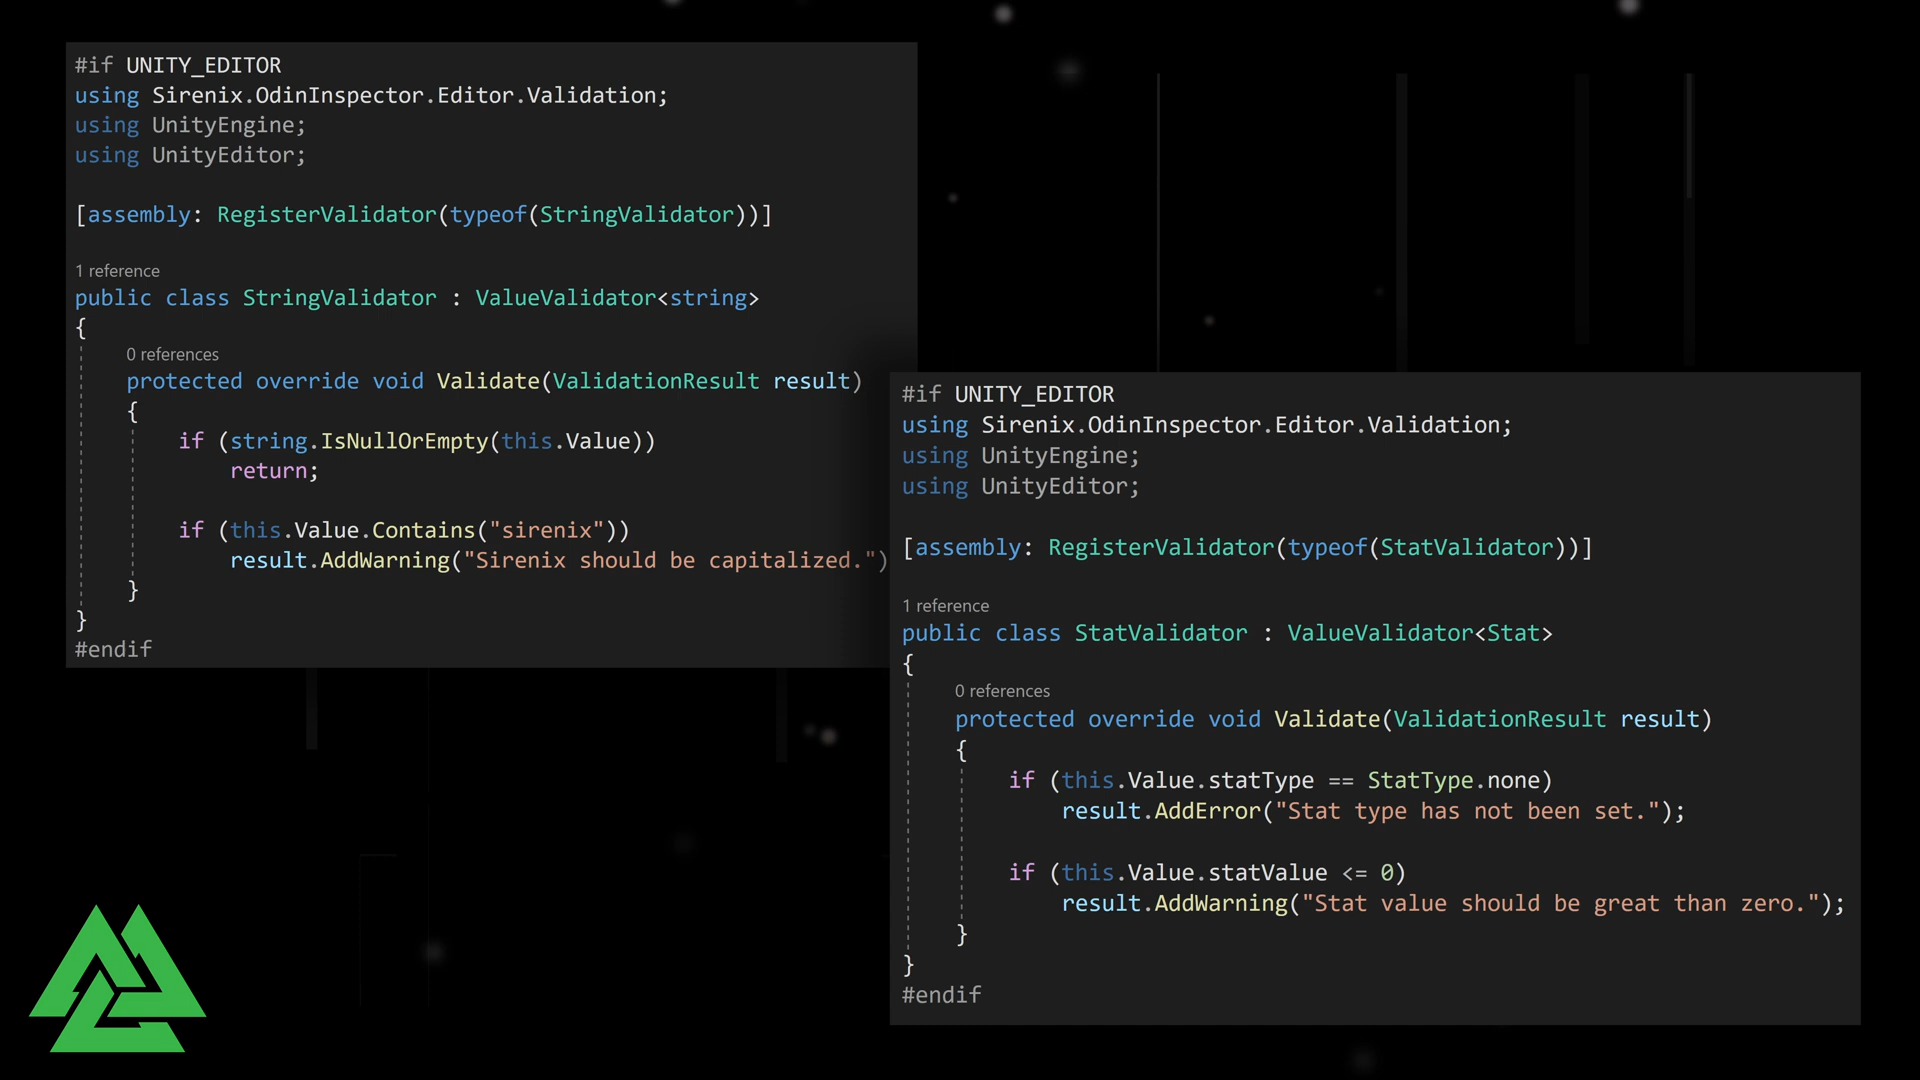 #if UNITY_EDITOR
using Sirenix.OdinInspector.Editor.Validation;
using UnityEngine;
using UnityEditor;
[assembly: RegisterValidator(typeof(StringValidator))]
1 reference
public class StringValidator : ValueValidator<string>
{
0 references
protected override void Validate(ValidationResult result)
{
if (string.IsNullOrEmpty(this.Value))
return;
if (this.Value.Contains("sirenix"))
result.AddWarning("Sirenix should be capitalized.")
}
}
#endif
#if UNITY_EDITOR
using Sirenix.OdinInspector.Editor.Validation;
using UnityEngine;
using UnityEditor;
[assembly: RegisterValidator(typeof(StatValidator))]
1 reference
public class StatValidator : ValueValidator<Stat>
{
0 references
protected override void Validate(ValidationResult result)
{
if (this.Value.statType == StatType.none)
result.AddError("Stat type has not been set.");
if (this.Value.statValue <= 0)
result.AddWarning("Stat value should be great than zero.");
}
}
#endif